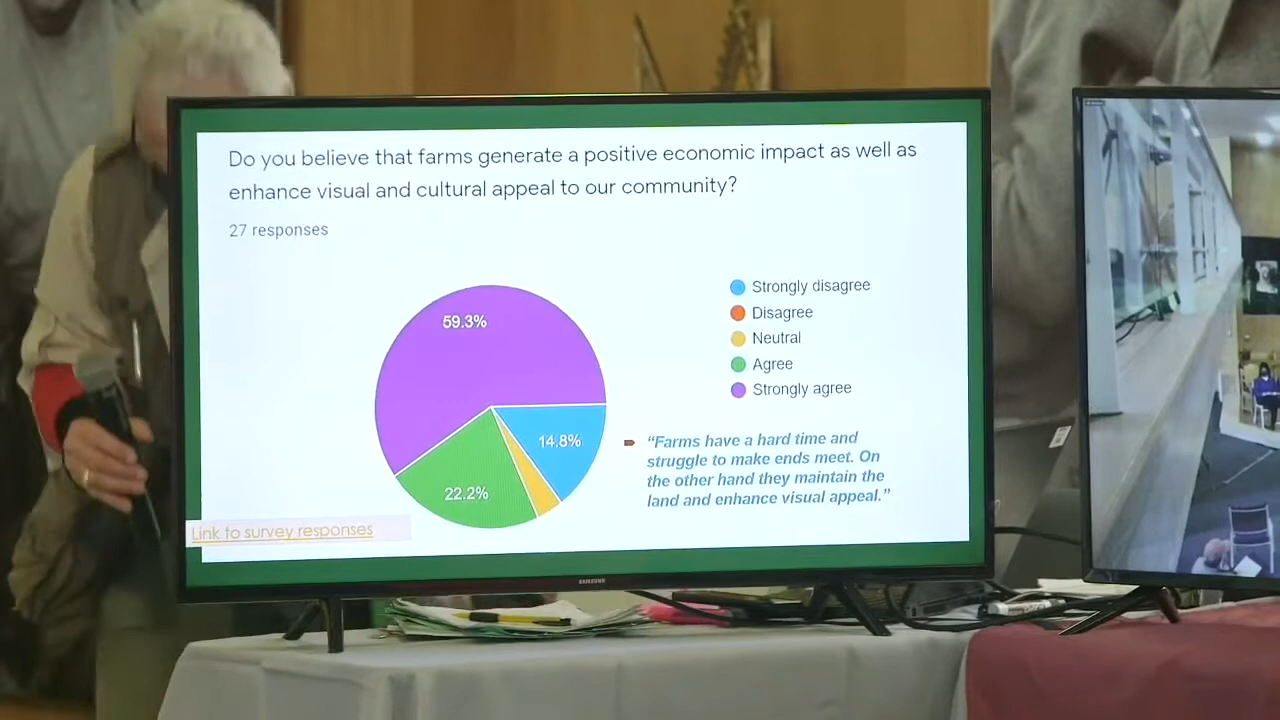 Do you believe that farms generate a positive economic impact as well as
enhance visual and cultural appeal to our community?
27 responses
59.3%
14.8%
22.2%
Strongly disagree
Disagree
Neutral
Agree
Strongly agree
“Farms have a hard time and
struggle to make ends meet. On
the other hand they maintain the
land and enhance visual appeal.”
Link to survey responses
SAMSUNG